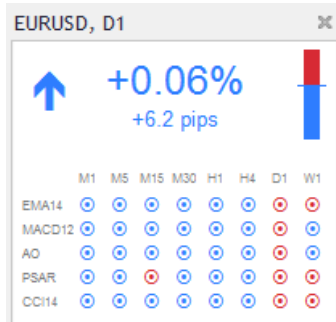 EURUSD, D1
+0.06%
+6.2 pips
M1 M5 M15 M30 H1 H4 D1 W1
EMA14
MACD12
AO
PSAR
CCI14